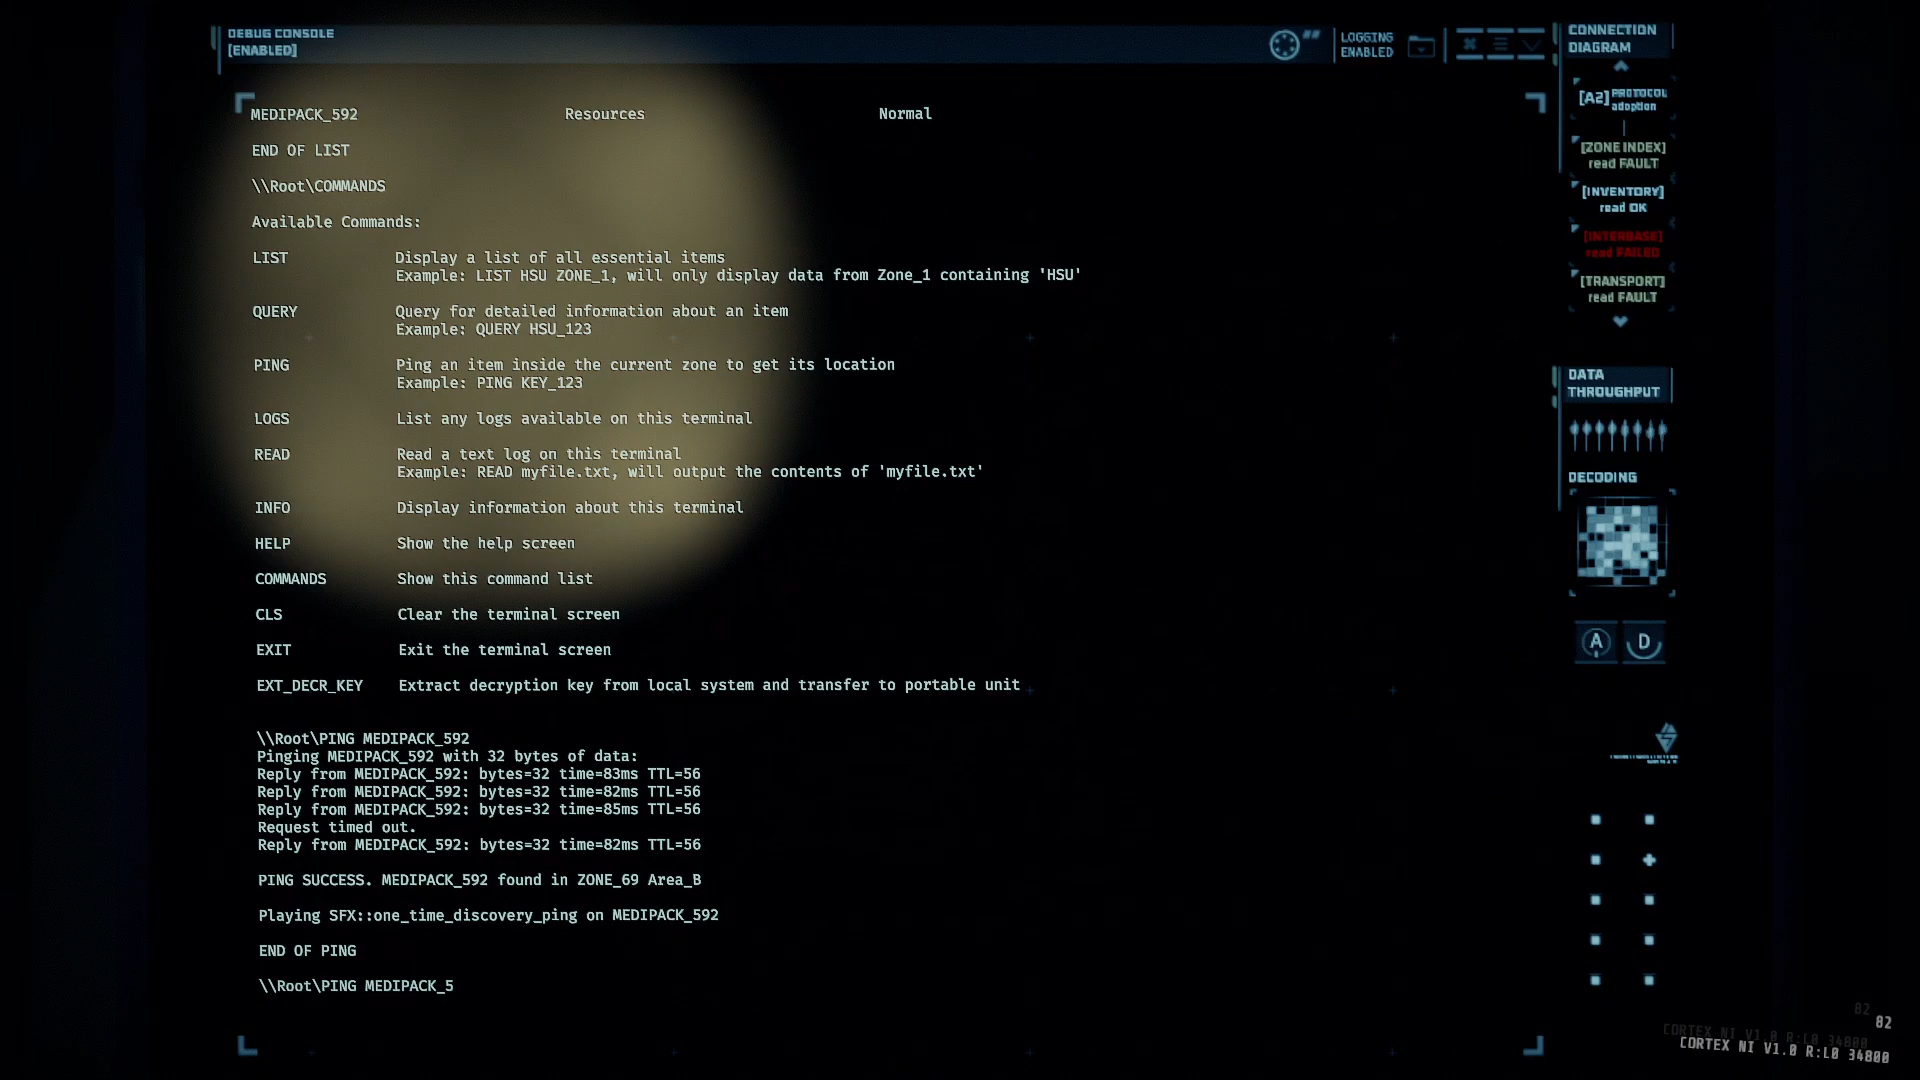 DEBUG CONSOLE
[ENABLED]
LOGGING
ENABLED
MEDIPACK_592 Resources Normal
END OF LIST
\\Root\COMMANDS
Available Commands:
LIST Display a list of all essential items
Example: LIST HSU ZONE_1, will only display data from Zone_1 containing 'HSU'
QUERY Query for detailed information about an item
Example: QUERY HSU_123
PING Ping an item inside the current zone to get its location
Example: PING KEY_123
LOGS List any logs available on this terminal
READ Read a text log on this terminal
Example: READ myfile.txt, will output the contents of 'myfile.txt'
INFO Display information about this terminal
HELP Show the help screen
COMMANDS Show this command list
CLS Clear the terminal screen
EXIT Exit the terminal screen
EXT_DECR_KEY Extract decryption key from local system and transfer to portable unit
\\Root\PING MEDIPACK_592
Pinging MEDIPACK_592 with 32 bytes of data:
Reply from MEDIPACK_592: bytes=32 time=83ms TTL=56
Reply from MEDIPACK_592: bytes=32 time=82ms TTL=56
Reply from MEDIPACK_592: bytes=32 time=85ms TTL=56
Request timed out.
Reply from MEDIPACK_592: bytes=32 time=82ms TTL=56
PING SUCCESS. MEDIPACK_592 found in ZONE_69 Area_B
Playing SFX::one_time_discovery_ping on MEDIPACK_592
END OF PING
\\Root\PING MEDIPACK_5
CONNECTION
DIAGRAM
[A2] PROTOCOL
adoption
[ZONE INDEX]
read FAULT
[INVENTORY]
read OK
[INTERBASE]
read FAILED
[TRANSPORT]
read FAULT
DATA
THROUGHPUT
DECODING
A D
82
82
CORTEX NI V1.0 R:L0 34800
CORTEX NI V1.0 R:L0 34800